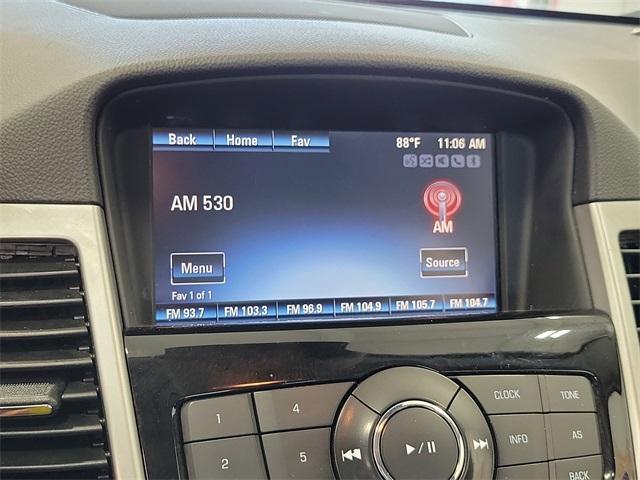 Back Home Fav 88°F 11:06 AM
AM 530
AM
Menu Source
Fav 1 of 1
FM 93.7 FM 103.3 FM 96.9 FM 104.9 FM 105.7 FM 104.7
1 4 CLOCK TONE
2 5 INFO AS
BACK